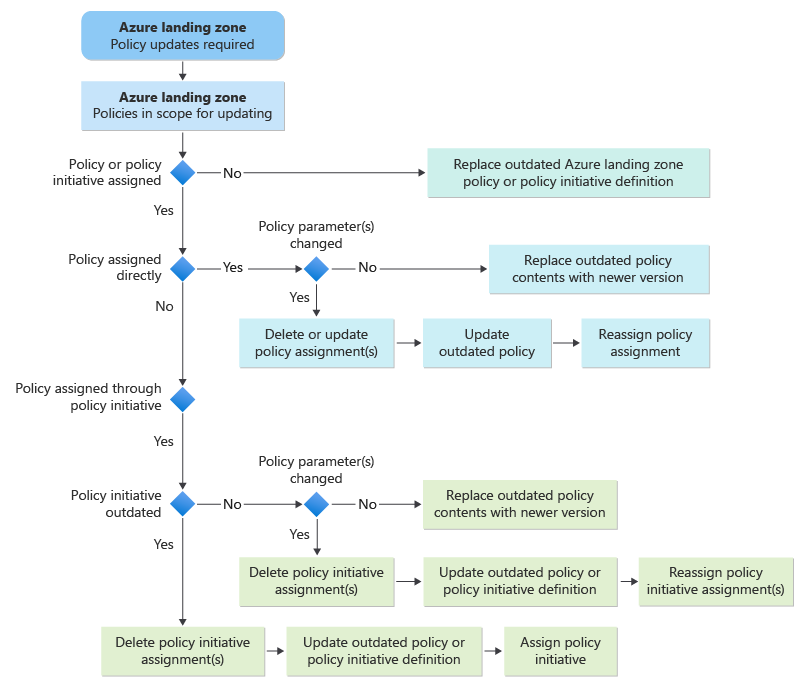 Azure landing zone
Policy updates required
Azure landing zone
Policies in scope for updating
Policy or policy
initiative assigned
No
Replace outdated Azure landing zone
policy or policy initiative definition
Yes
Policy parameter(s)
changed
Policy assigned
directly
Yes
No
Replace outdated policy
contents with newer version
Yes
No
Delete or update
policy assignment(s)
Update
outdated policy
Reassign policy
assignment
Policy assigned through
policy initiative
Yes
Policy parameter(s)
changed
Policy initiative
outdated
No
No
Replace outdated policy
contents with newer version
Yes
Yes
Delete policy initiative
assignment(s)
Update outdated policy or
policy initiative definition
Reassign policy
initiative assignment(s)
Delete policy initiative
assignment(s)
Update outdated policy or
policy initiative definition
Assign policy
initiative